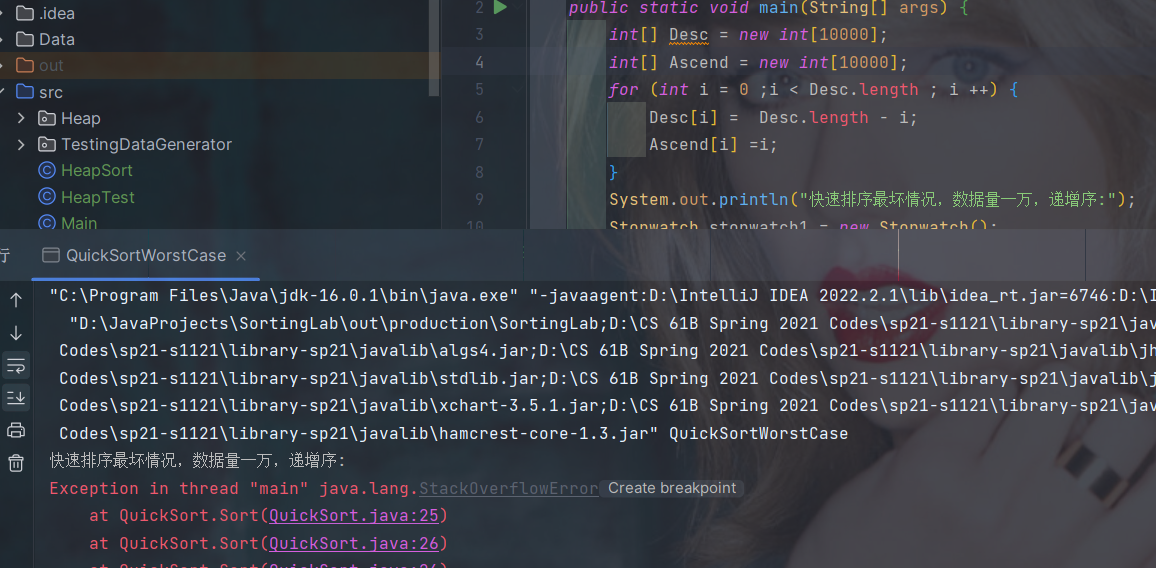 .idea
Data
out
src
Heap
TestingDataGenerator
HeapSort
HeapTest
Main
2 public static void main(String[] args) {
3 int[] Desc = new int[10000];
4 int[] Ascend = new int[10000];
5 for (int i = 0 ;i < Desc.length ; i ++) {
6 Desc[i] =  Desc.length - i;
7 Ascend[i] =i;
8 }
9 System.out.println("快速排序最坏情况，数据量一万，递增序:");
10 Stopwatch stopwatch1 = new Stopwatch();
行
QuickSortWorstCase
"C:\Program Files\Java\jdk-16.0.1\bin\java.exe" "-javaagent:D:\IntelliJ IDEA 2022.2.1\lib\idea_rt.jar=6746:D:\I
"D:\JavaProjects\SortingLab\out\production\SortingLab;D:\CS 61B Spring 2021 Codes\sp21-s1121\library-sp21\jav
Codes\sp21-s1121\library-sp21\javalib\algs4.jar;D:\CS 61B Spring 2021 Codes\sp21-s1121\library-sp21\javalib\jh
Codes\sp21-s1121\library-sp21\javalib\stdlib.jar;D:\CS 61B Spring 2021 Codes\sp21-s1121\library-sp21\javalib\j
Codes\sp21-s1121\library-sp21\javalib\xchart-3.5.1.jar;D:\CS 61B Spring 2021 Codes\sp21-s1121\library-sp21\jav
Codes\sp21-s1121\library-sp21\javalib\hamcrest-core-1.3.jar" QuickSortWorstCase
快速排序最坏情况，数据量一万，递增序:
Exception in thread "main" java.lang.StackOverflowError Create breakpoint
at QuickSort.Sort(QuickSort.java:25)
at QuickSort.Sort(QuickSort.java:26)
at QuickSort.Sort(QuickSort.java:26)